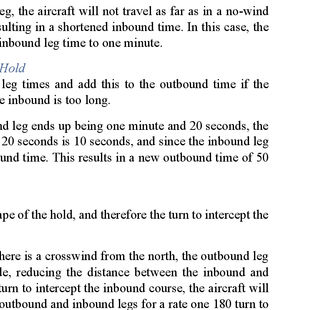 eg, the aircraft will not travel as far as in a no-wind
sulting in a shortened inbound time. In this case, the
inbound leg time to one minute.
Hold
leg times and add this to the outbound time if the
e inbound is too long.
nd leg ends up being one minute and 20 seconds, the
20 seconds is 10 seconds, and since the inbound leg
und time. This results in a new outbound time of 50
ape of the hold, and therefore the turn to intercept the
here is a crosswind from the north, the outbound leg
le, reducing the distance between the inbound and
turn to intercept the inbound course, the aircraft will
outbound and inbound legs for a rate one 180 turn to